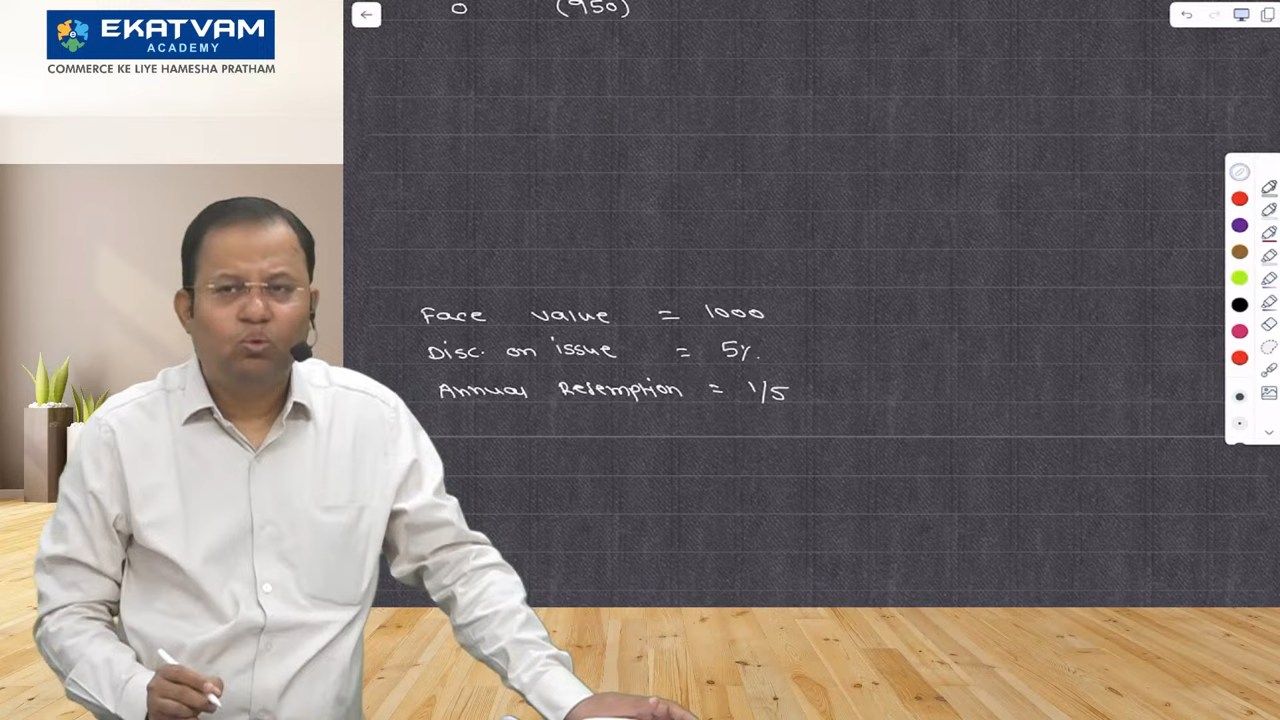 EKATVAM
ACADEMY
COMMERCE KE LIYE HAMESHA PRATHAM
0 (950)
Face value = 1000
Disc. on issue = 5%.
Annual Redemption = 1/5